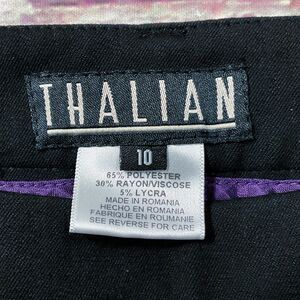 THALIAN
10
65% POLYESTER
30% RAYON/VISCOSE
5% LYCRA
MADE IN ROMANIA
HECHO EN ROMANIA
FABRIQUE EN ROUMANIE
SEE REVERSE FOR CARE